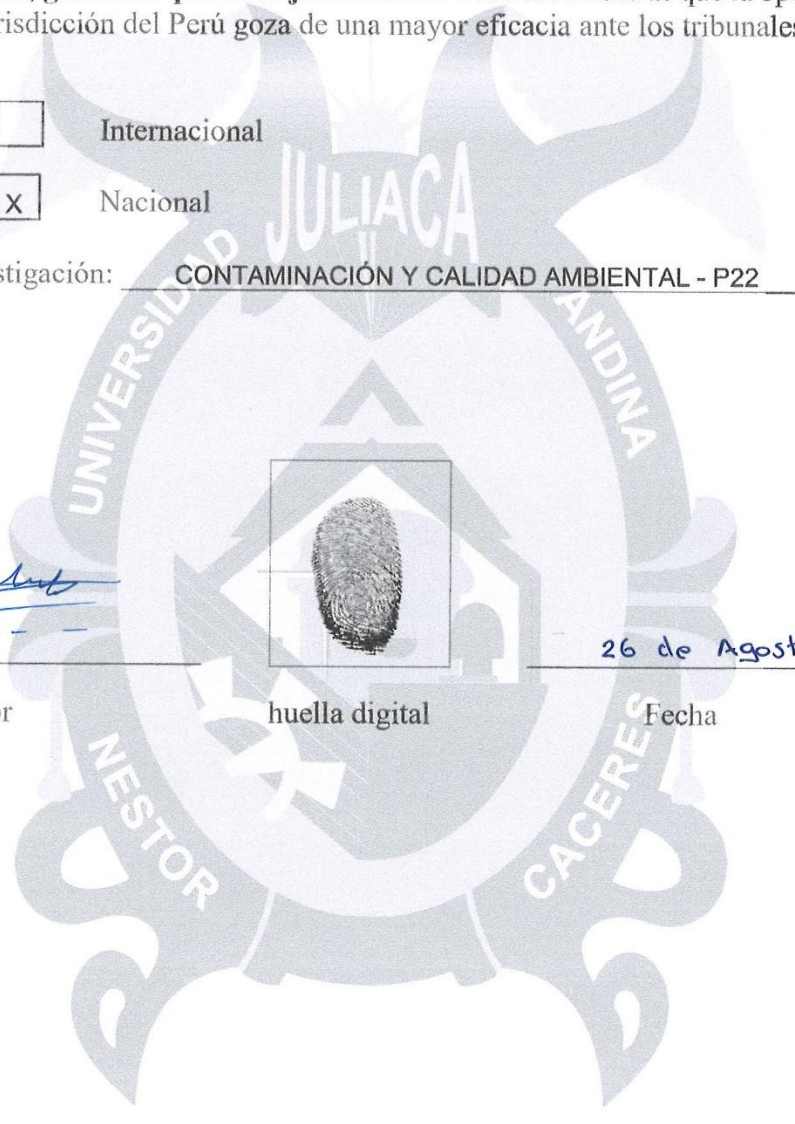 risdicción del Perú goza de una mayor eficacia ante los tribunales
Internacional
x Nacional
stigación: CONTAMINACIÓN Y CALIDAD AMBIENTAL - P22
JULIACA
UNIVERSIDAD
ANDINA
26 de Agost
r
huella digital
Fecha
NESTOR
CACERES